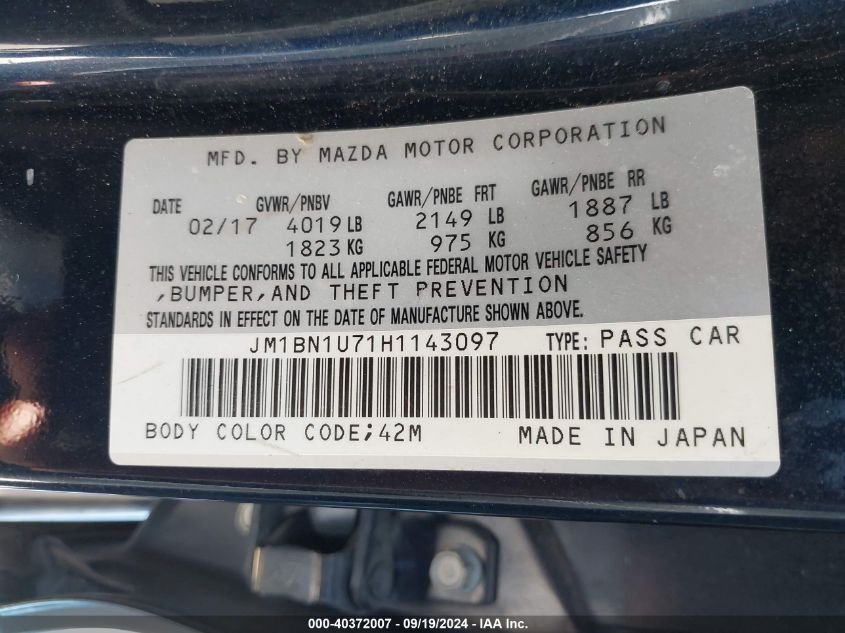 MFD. BY MAZDA MOTOR CORPORATION
DATE GVWR/PNBV GAWR/PNBE FRT GAWR/PNBE RR
02/17 4019 LB 2149 LB 1887 LB
1823 KG 975 KG 856 KG
THIS VEHICLE CONFORMS TO ALL APPLICABLE FEDERAL MOTOR VEHICLE SAFETY
,BUMPER,AND THEFT PREVENTION
STANDARDS IN EFFECT ON THE DATE OF MANUFACTURE SHOWN ABOVE.
JM1BN1U71H1143097 TYPE: PASS CAR
BODY COLOR CODE;42M MADE IN JAPAN
000-40372007 - 09/19/2024 - IAA Inc.